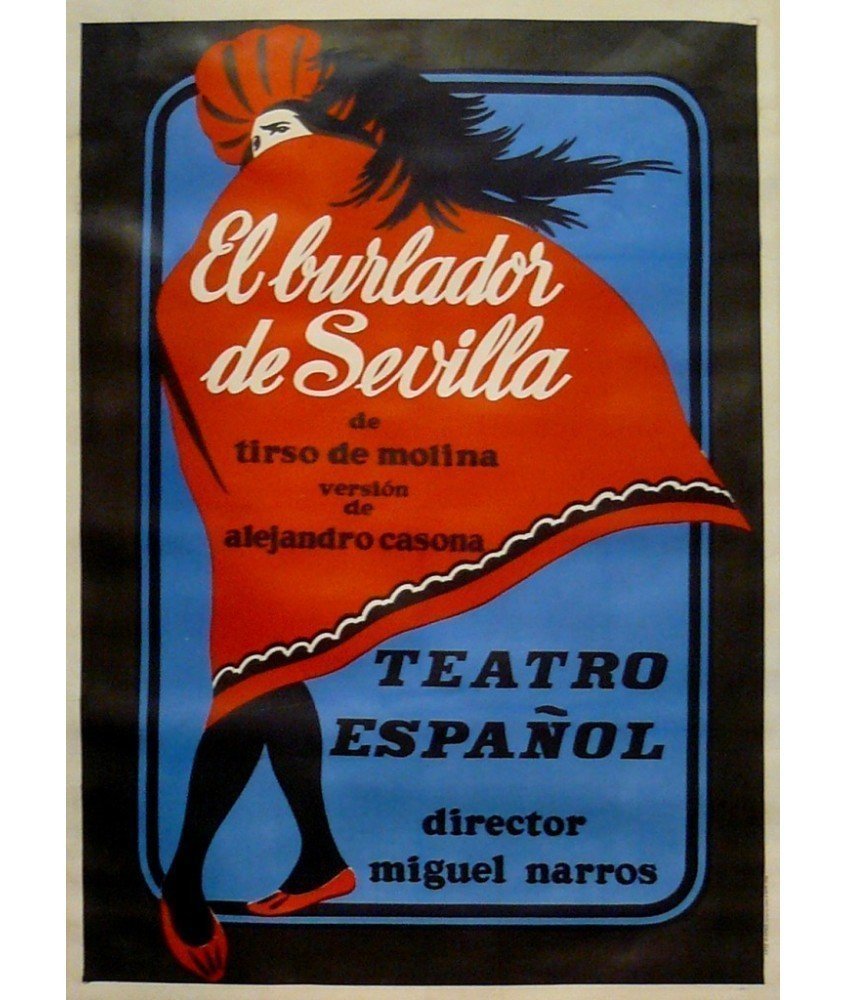 El burlador
de Sevilla
de
tirso de molina
versión
de
alejandro casona
TEATRO
ESPAÑOL
director
miguel narros